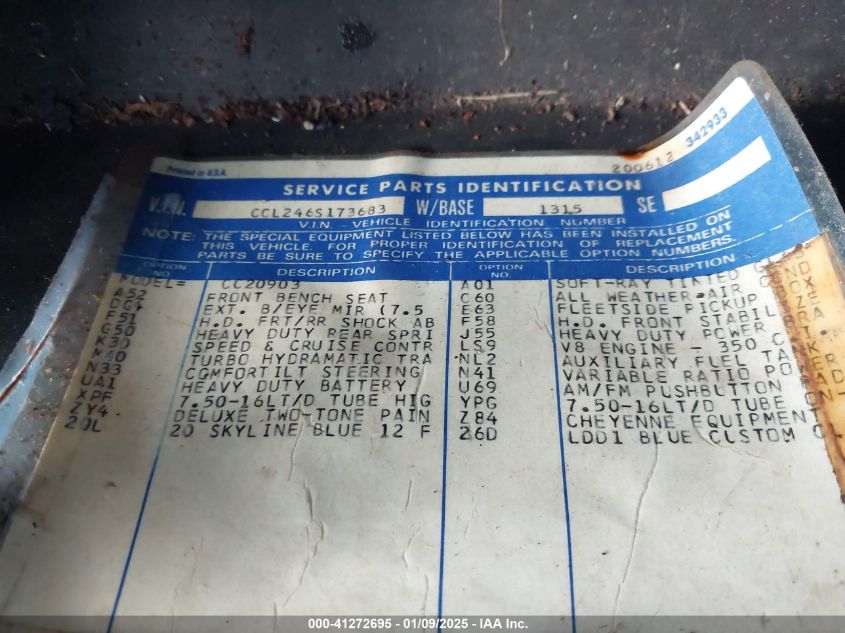 Printed in U.S.A.
200612 342933
SERVICE PARTS IDENTIFICATION
V.I.N. CCL246S173683 W/BASE 1315 SE
V.I.N. - VEHICLE IDENTIFICATION NUMBER
NOTE: THE SPECIAL EQUIPMENT LISTED BELOW HAS BEEN INSTALLED ON
THIS VEHICLE. FOR PROPER IDENTIFICATION OF REPLACEMENT
PARTS BE SURE TO SPECIFY THE APPLICABLE OPTION NUMBERS.
OPTION NO. DESCRIPTION OPTION NO. DESCRIPTION
MODEL= CC20903 A01 SOFT-RAY TINTED
A52 FRONT BENCH SEAT C60 ALL WEATHER AIR
DG4 EXT. B/EYE MIR (7.5 E63 FLEETSIDE PICKUP
F51 H.D. FRT/RR SHOCK AB F58 H.D. FRONT STABIL
G50 HEAVY DUTY REAR SPRI J55 HEAVY DUTY POWER
K30 SPEED & CRUISE CONTR LS9 V8 ENGINE - 350 C
M40 TURBO HYDRAMATIC TRA NL2 AUXILIARY FUEL TA
N33 COMFORTILT STEERING N41 VARIABLE RATIO PO
UA1 HEAVY DUTY BATTERY U69 AM/FM PUSHBUTTON
XPF 7.50-16LT/D TUBE HIG YPG 7.50-16LT/D TUBE
ZY4 DELUXE TWO-TONE PAIN Z84 CHEYENNE EQUIPMENT
20L 20 SKYLINE BLUE 12 F 26D LDD1 BLUE CUSTOM
000-41272695 - 01/09/2025 - IAA Inc.